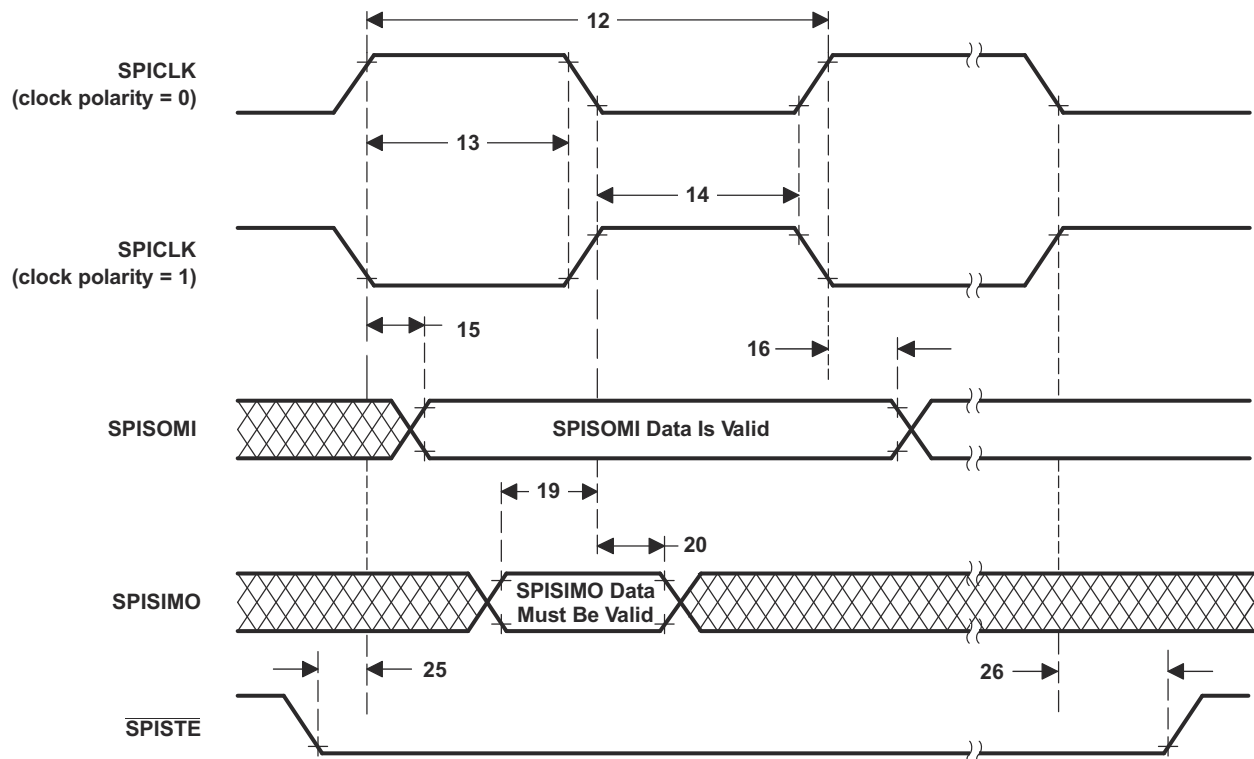 12
SPICLK
(clock polarity = 0)
13
14
SPICLK
(clock polarity = 1)
15
16
SPISOMI
SPISOMI Data Is Valid
19
20
SPISIMO
SPISIMO Data
Must Be Valid
25
26
SPISTE